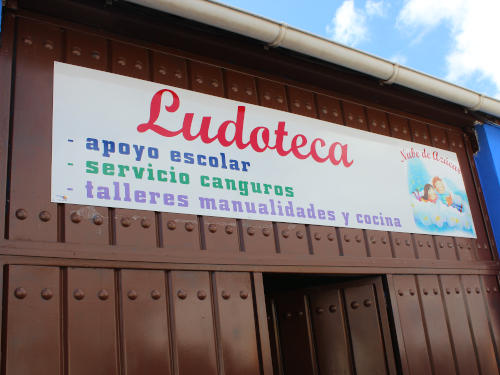 Ludoteca
- apoyo escolar
- servicio canguros
- talleres manualidades y cocina
Nube de Azúcar